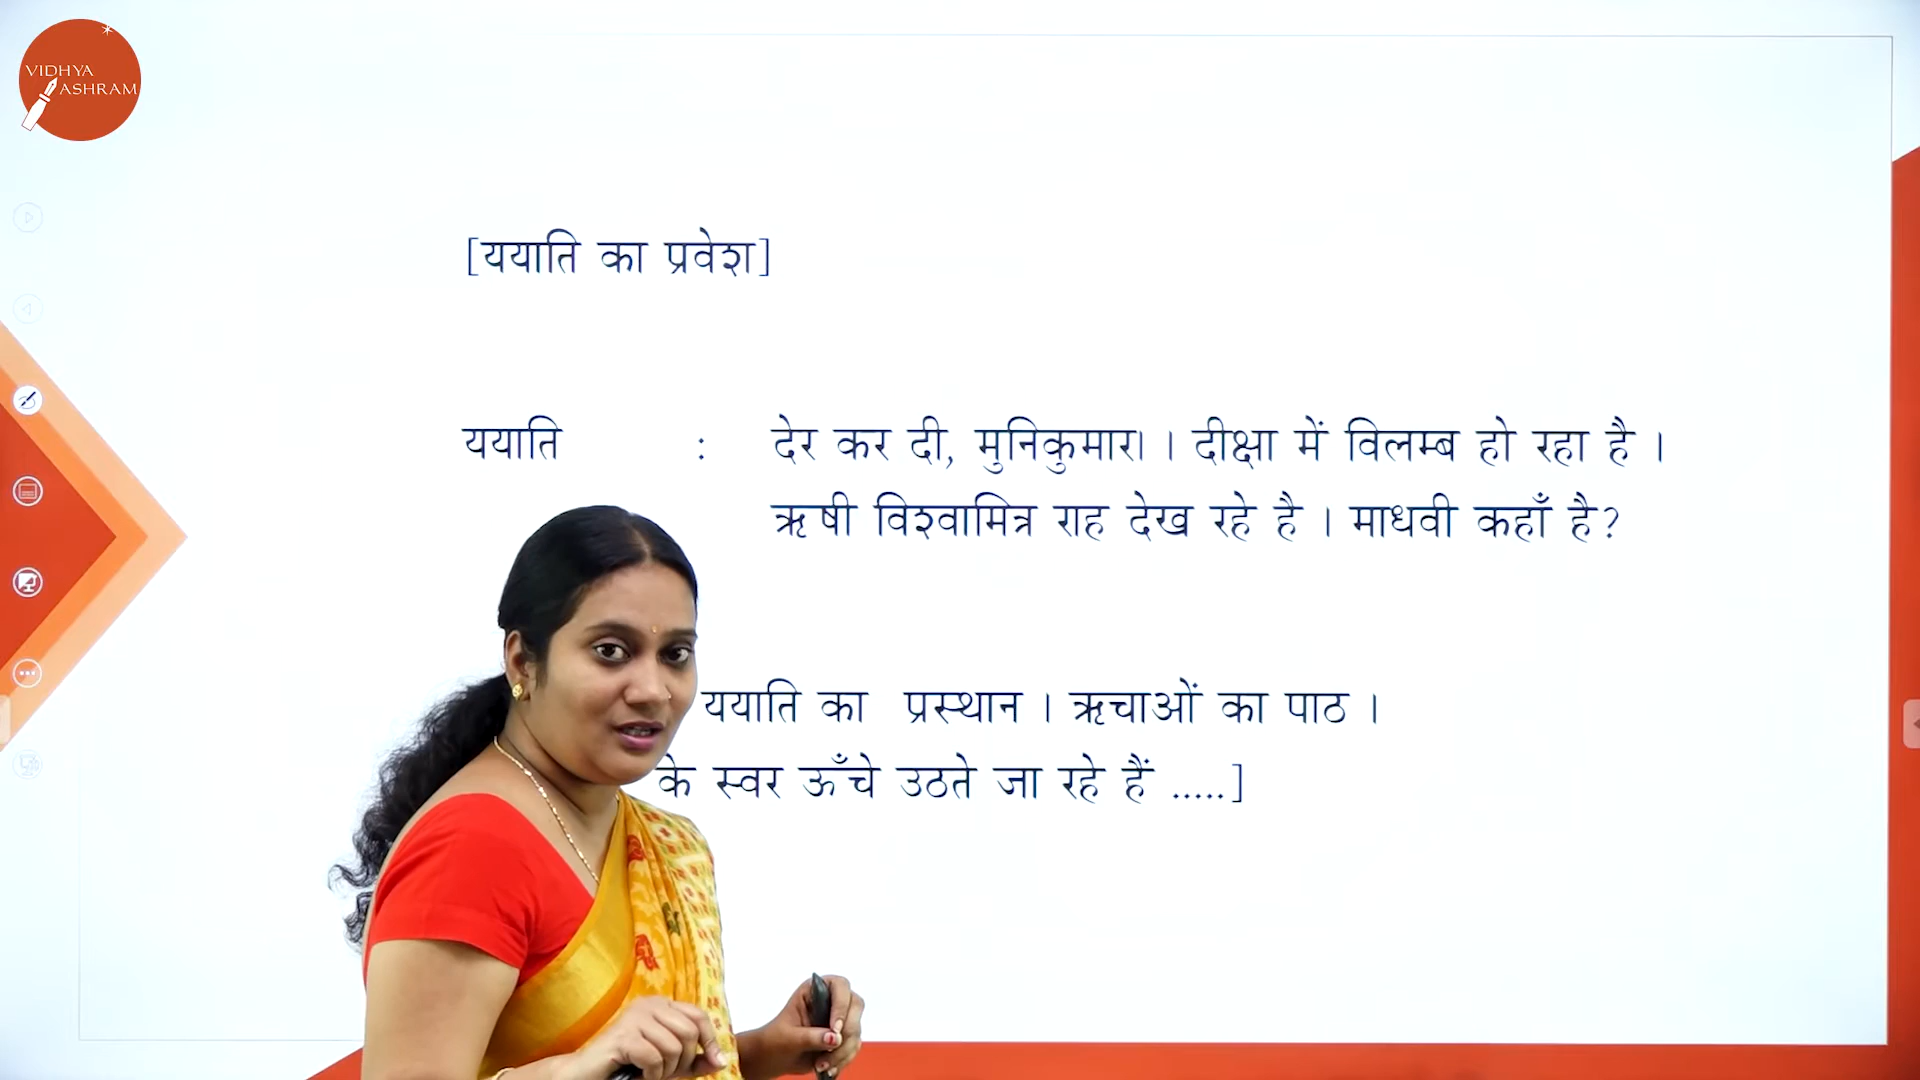 VIDHYA
ASHRAM
[ययाति का प्रवेश]
ययाति : देर कर दी, मुनिकुमार। । दीक्षा में विलम्ब हो रहा है ।
ऋषी विश्वामित्र राह देख रहे है । माधवी कहाँ है?
ययाति का प्रस्थान । ऋचाओं का पाठ ।
के स्वर ऊँचे उठते जा रहे हैं .....]